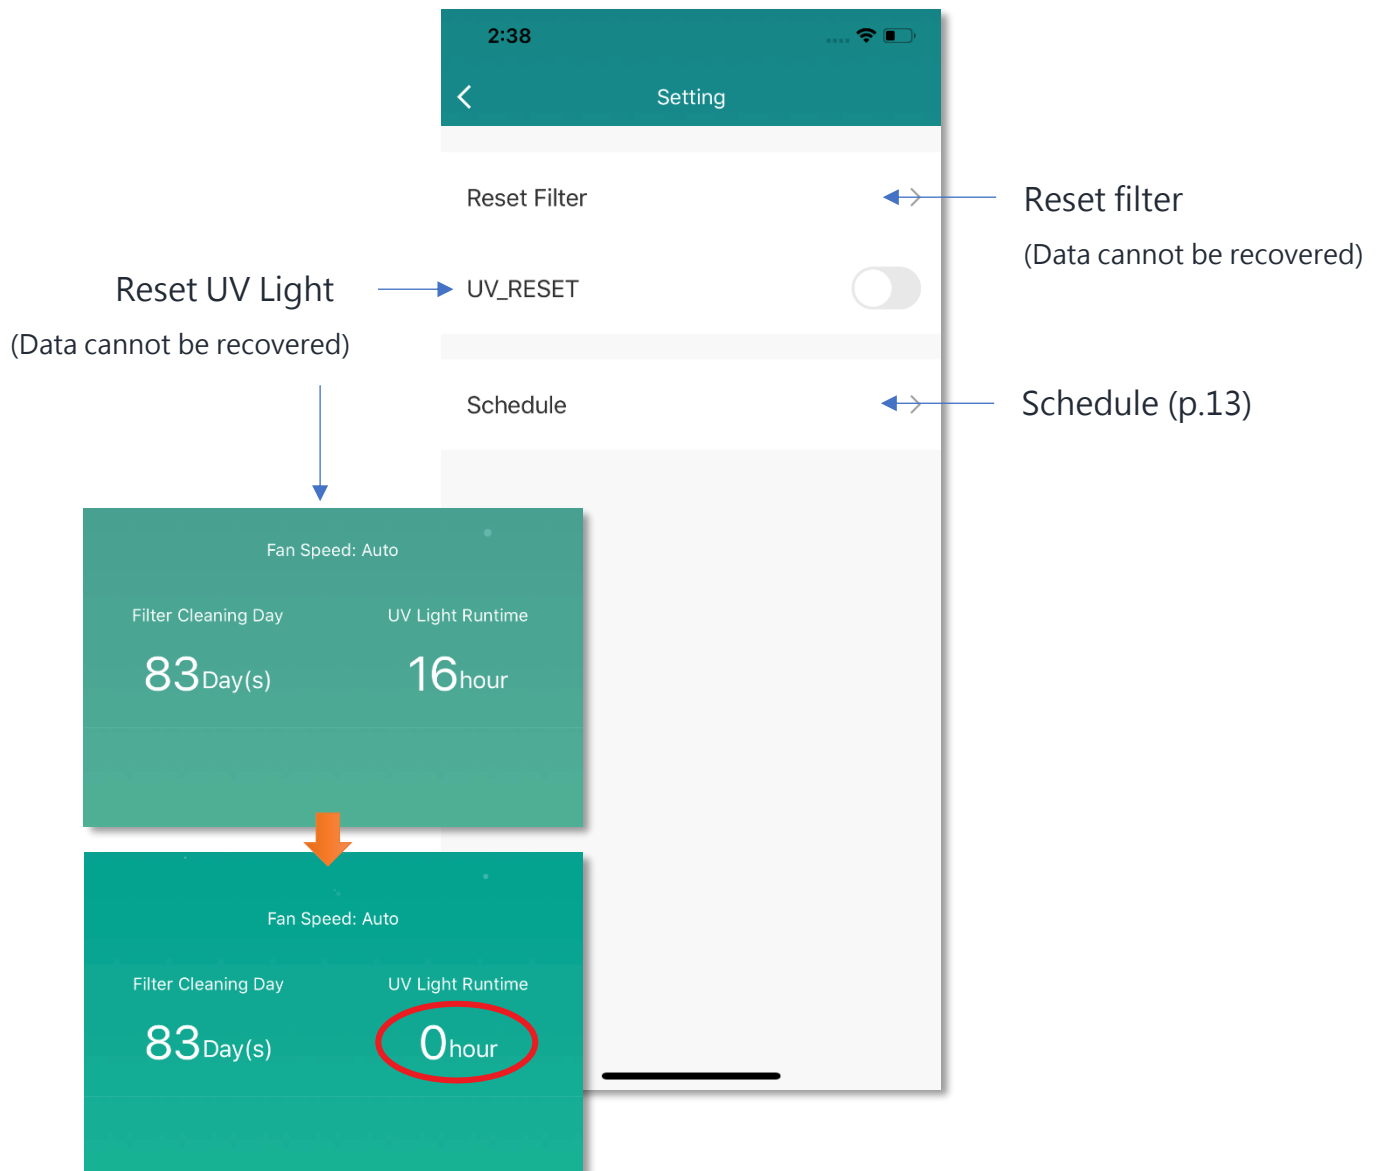 2:38
Setting
Reset Filter
Reset filter
(Data cannot be recovered)
Reset UV Light
(Data cannot be recovered)
UV_RESET
Schedule
Schedule (p.13)
Fan Speed: Auto
Filter Cleaning Day
UV Light Runtime
83Day(s)
16hour
Fan Speed: Auto
Filter Cleaning Day
UV Light Runtime
83Day(s)
0hour